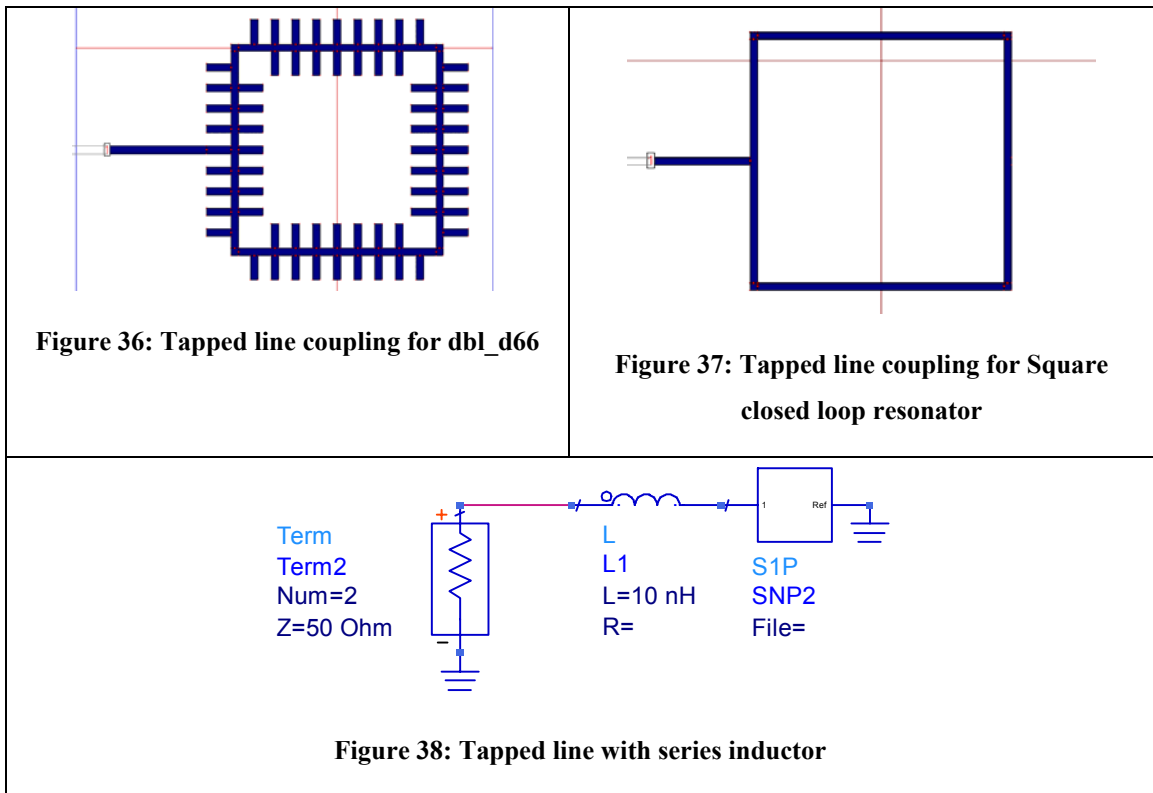 Figure 36: Tapped line coupling for dbl_d66
Figure 37: Tapped line coupling for Square
closed loop resonator
+
Term
Term2
Num=2
Z=50 Ohm
−
L
L1
L=10 nH
R=
1
Ref
S1P
SNP2
File=
Figure 38: Tapped line with series inductor